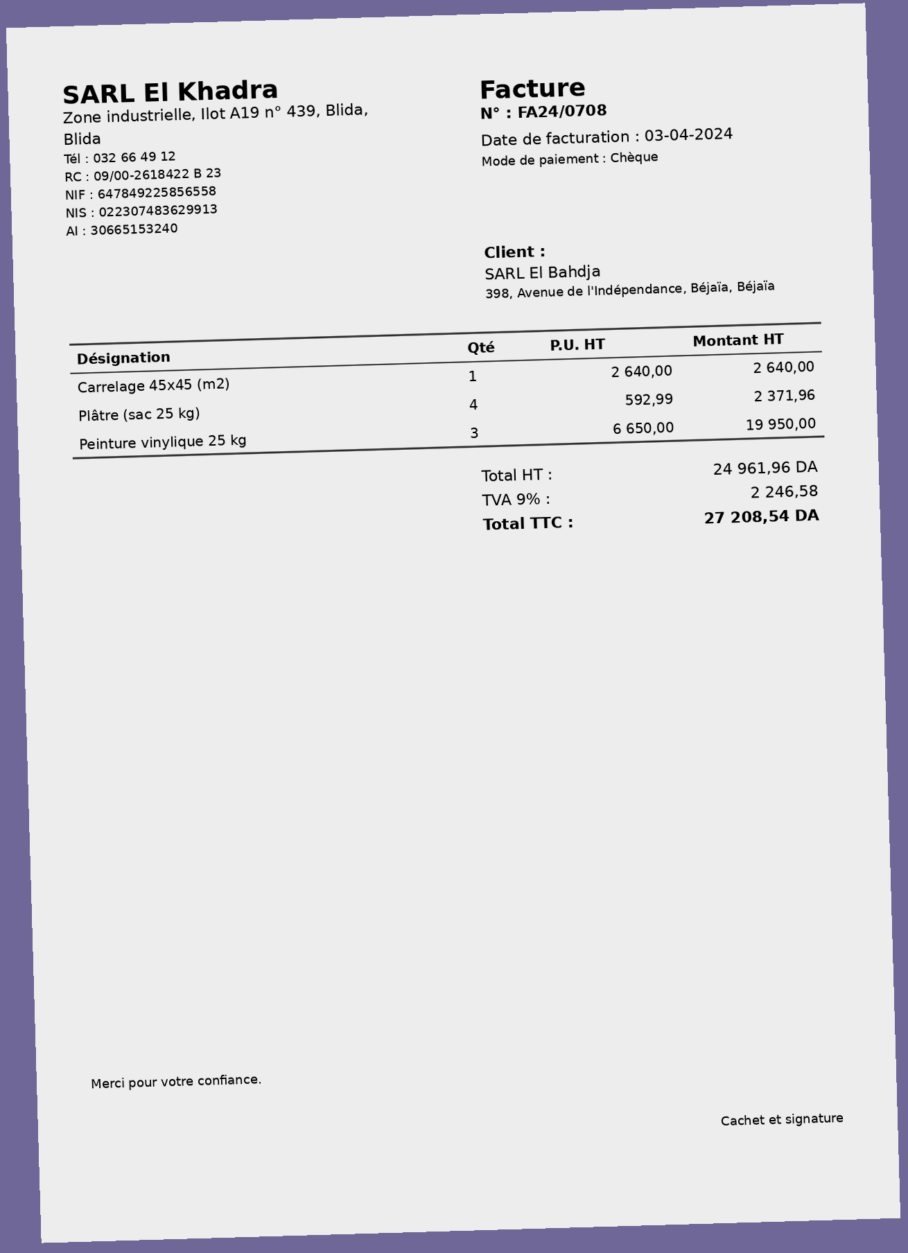 SARL El Khadra
Zone industrielle, Ilot A19 n° 439, Blida,
Blida
Tél : 032 66 49 12
RC : 09/00-2618422 B 23
NIF : 647849225856558
NIS : 022307483629913
AI : 30665153240
Facture
N° : FA24/0708
Date de facturation : 03-04-2024
Mode de paiement : Chèque
Client :
SARL El Bahdja
398, Avenue de l'Indépendance, Béjaïa, Béjaïa
Désignation Qté P.U. HT Montant HT
Carrelage 45x45 (m2) 1 2 640,00 2 640,00
Plâtre (sac 25 kg) 4 592,99 2 371,96
Peinture vinylique 25 kg 3 6 650,00 19 950,00
Total HT : 24 961,96 DA
TVA 9% : 2 246,58
Total TTC : 27 208,54 DA
Merci pour votre confiance.
Cachet et signature